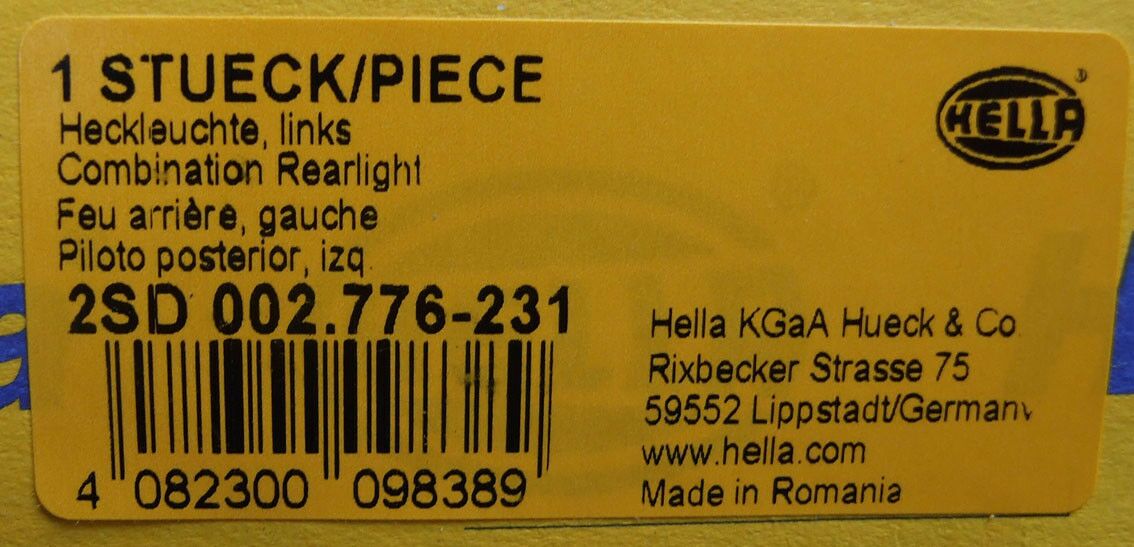 1 STUECK/PIECE
HELLA
Heckleuchte, links
Combination Rearlight
Feu arrière, gauche
Piloto posterior, izq.
2SD 002.776-231
4 082300 098389
Hella KGaA Hueck & Co.
Rixbecker Strasse 75
59552 Lippstadt/Germany
www.hella.com
Made in Romania